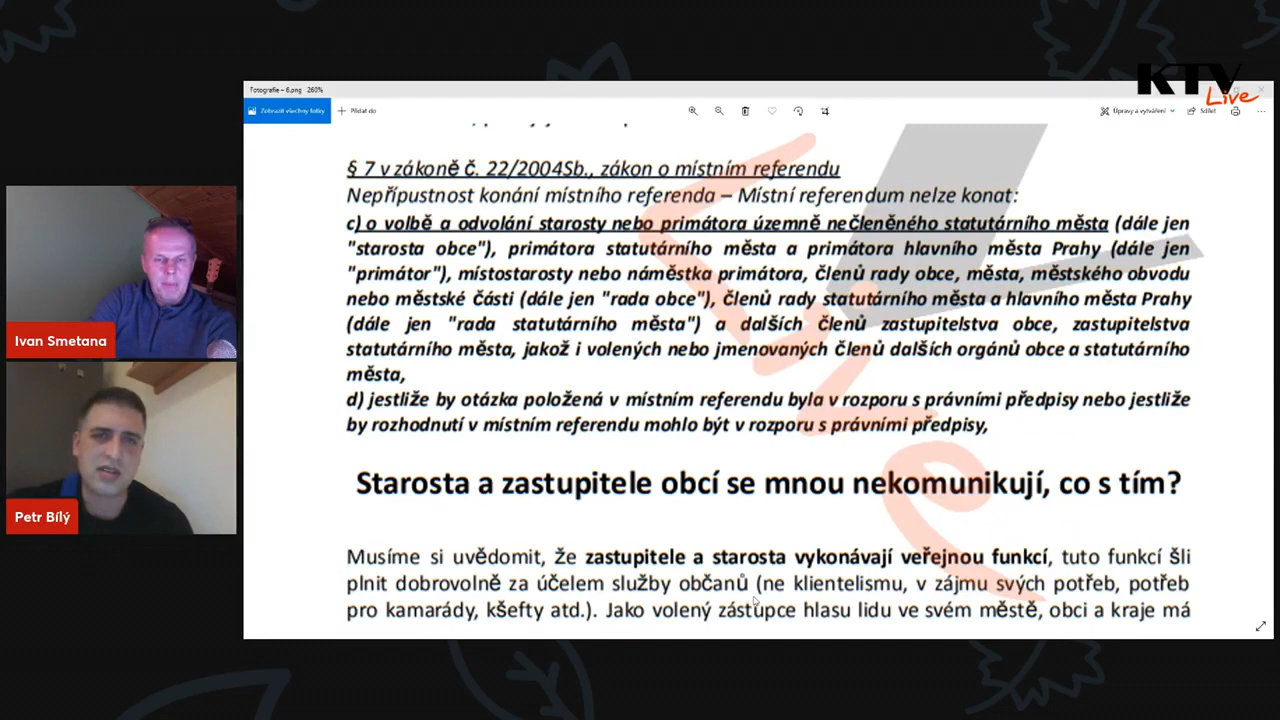 KTV
Live
Fotografie – 6.png 260%
Zobrazit všechny fotky
Přidat do
Úpravy a vytváření
Sdílet
§ 7 v zákoně č. 22/2004Sb., zákon o místním referendu
Nepřípustnost konání místního referenda – Místní referendum nelze konat:
c) o volbě a odvolání starosty nebo primátora územně nečleněného statutárního města (dále jen
"starosta obce"), primátora statutárního města a primátora hlavního města Prahy (dále jen
"primátor"), místostarosty nebo náměstka primátora, členů rady obce, města, městského obvodu
nebo městské části (dále jen "rada obce"), členů rady statutárního města a hlavního města Prahy
(dále jen "rada statutárního města") a dalších členů zastupitelstva obce, zastupitelstva
statutárního města, jakož i volených nebo jmenovaných členů dalších orgánů obce a statutárního
města,
d) jestliže by otázka položená v místním referendu byla v rozporu s právními předpisy nebo jestliže
by rozhodnutí v místním referendu mohlo být v rozporu s právními předpisy,
Starosta a zastupitele obcí se mnou nekomunikují, co s tím?
Musíme si uvědomit, že zastupitele a starosta vykonávají veřejnou funkcí, tuto funkcí šli
plnit dobrovolně za účelem služby občanů (ne klientelismu, v zájmu svých potřeb, potřeb
pro kamarády, kšefty atd.). Jako volený zástupce hlasu lidu ve svém městě, obci a kraje má
Ivan Smetana
Petr Bílý
Live